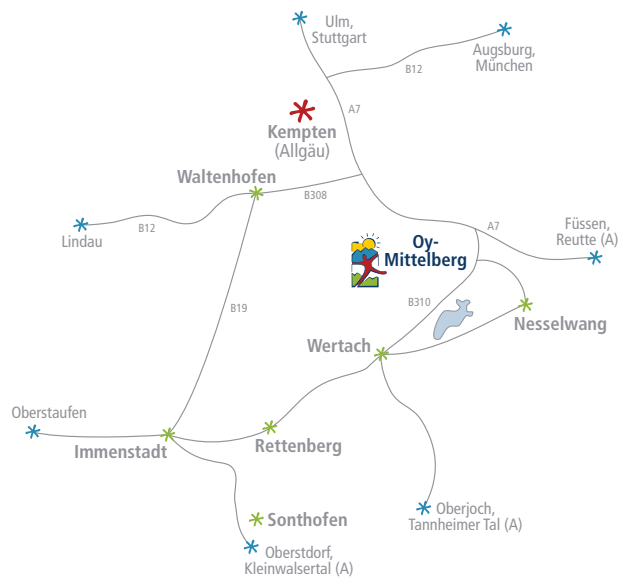 Ulm,
Stuttgart
Augsburg,
München
B12
A7
Kempten
(Allgäu)
Waltenhofen
B308
B12
Lindau
A7
Füssen,
Reutte (A)
Oy-
Mittelberg
B310
B19
Nesselwang
Wertach
Oberstaufen
Immenstadt
Rettenberg
Sonthofen
Oberjoch,
Tannheimer Tal (A)
Oberstdorf,
Kleinwalsertal (A)